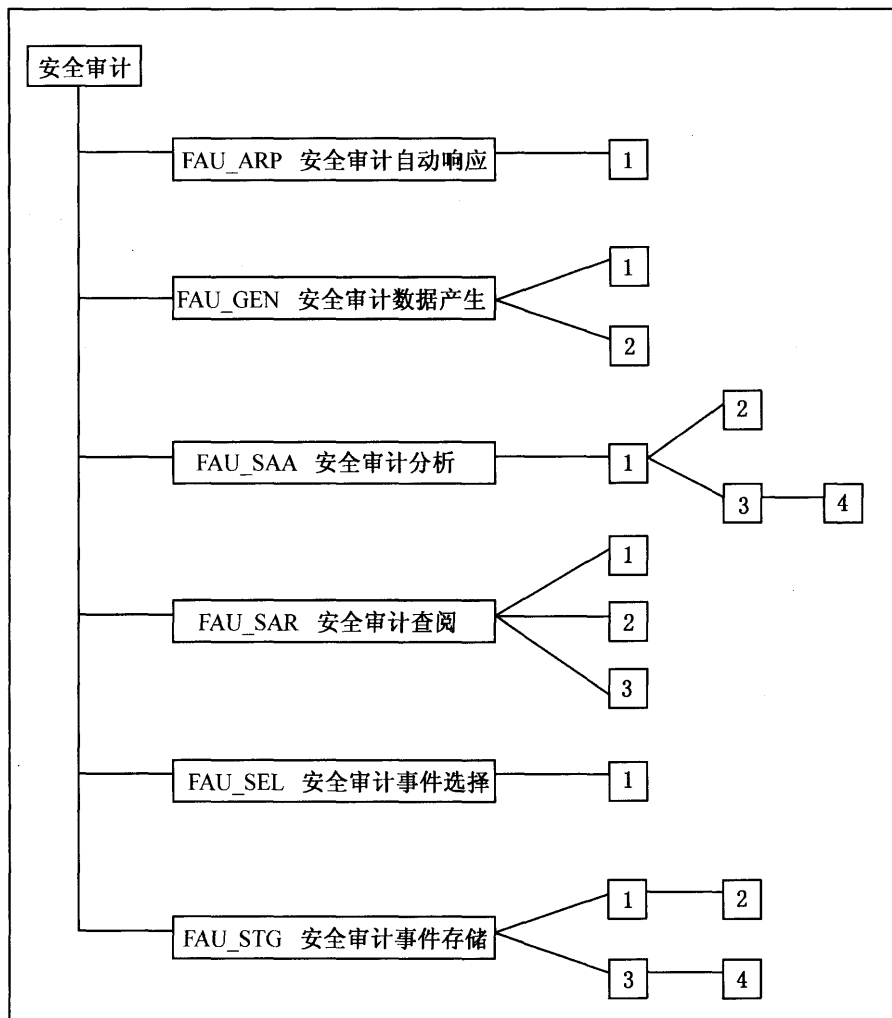 安全审计
FAU_ARP 安全审计自动响应
1
FAU_GEN 安全审计数据产生
1
2
FAU_SAA 安全审计分析
1
2
3
4
FAU_SAR 安全审计查阅
1
2
3
FAU_SEL 安全审计事件选择
1
FAU_STG 安全审计事件存储
1
2
3
4